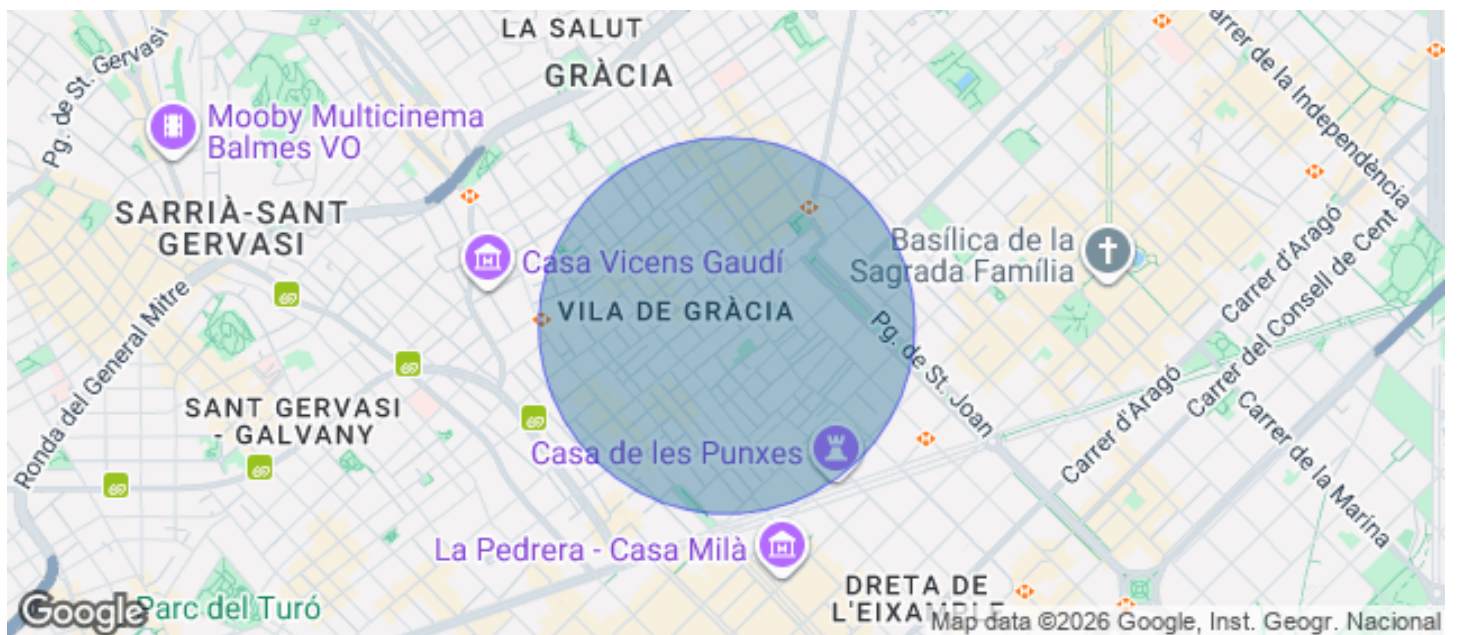 LA SALUT
GRÀCIA
Pg. de St. Gervasi
Mooby Multicinema
Balmes VO
SARRIÀ-SANT
GERVASI
Casa Vicens Gaudí
VILA DE GRÀCIA
Basílica de la
Sagrada Família
Carrer de la Independència
Carrer d'Aragó
Carrer del Consell de Cent
Ronda del General Mitre
Pg. de St. Joan
SANT GERVASI
- GALVANY
Casa de les Punxes
Carrer d'Aragó
Carrer de la Marina
La Pedrera - Casa Milà
DRETA DE
L'EIXAMPLE
Parc del Turó
Google
Map data ©2026 Google, Inst. Geogr. Nacional